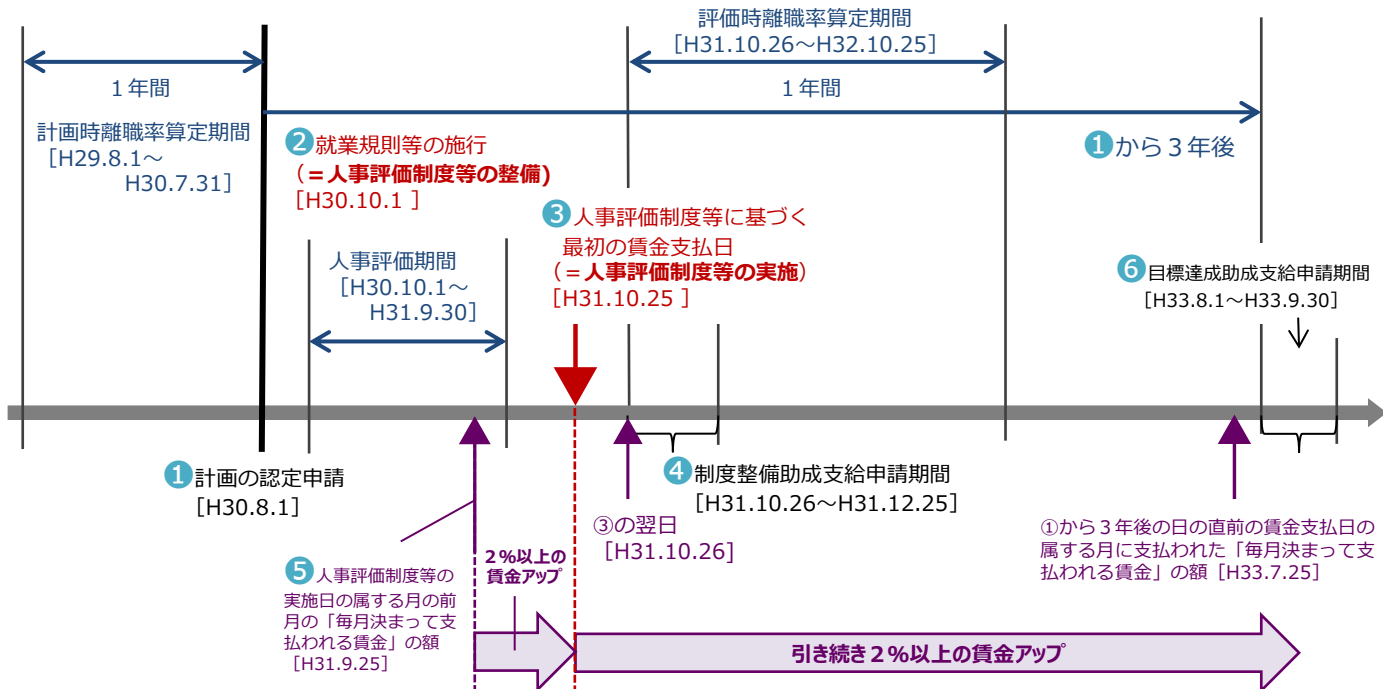 評価時離職率算定期間
[H31.10.26～H32.10.25]
1年間
1年間
計画時離職率算定期間
[H29.8.1～
H30.7.31]
❷就業規則等の施行
(=人事評価制度等の整備)
[H30.10.1 ]
❶から3年後
❸人事評価制度等に基づく
最初の賃金支払日
(=人事評価制度等の実施)
[H31.10.25 ]
人事評価期間
[H30.10.1～
H31.9.30]
❻目標達成助成支給申請期間
[H33.8.1～H33.9.30]
❶計画の認定申請
[H30.8.1]
❹制度整備助成支給申請期間
[H31.10.26～H31.12.25]
③の翌日
[H31.10.26]
①から3年後の日の直前の賃金支払日の
属する月に支払われた「毎月決まって支
払われる賃金」の額 [H33.7.25]
❺人事評価制度等の
実施日の属する月の前
月の「毎月決まって支
払われる賃金」の額
[H31.9.25]
2%以上の
賃金アップ
引き続き2%以上の賃金アップ